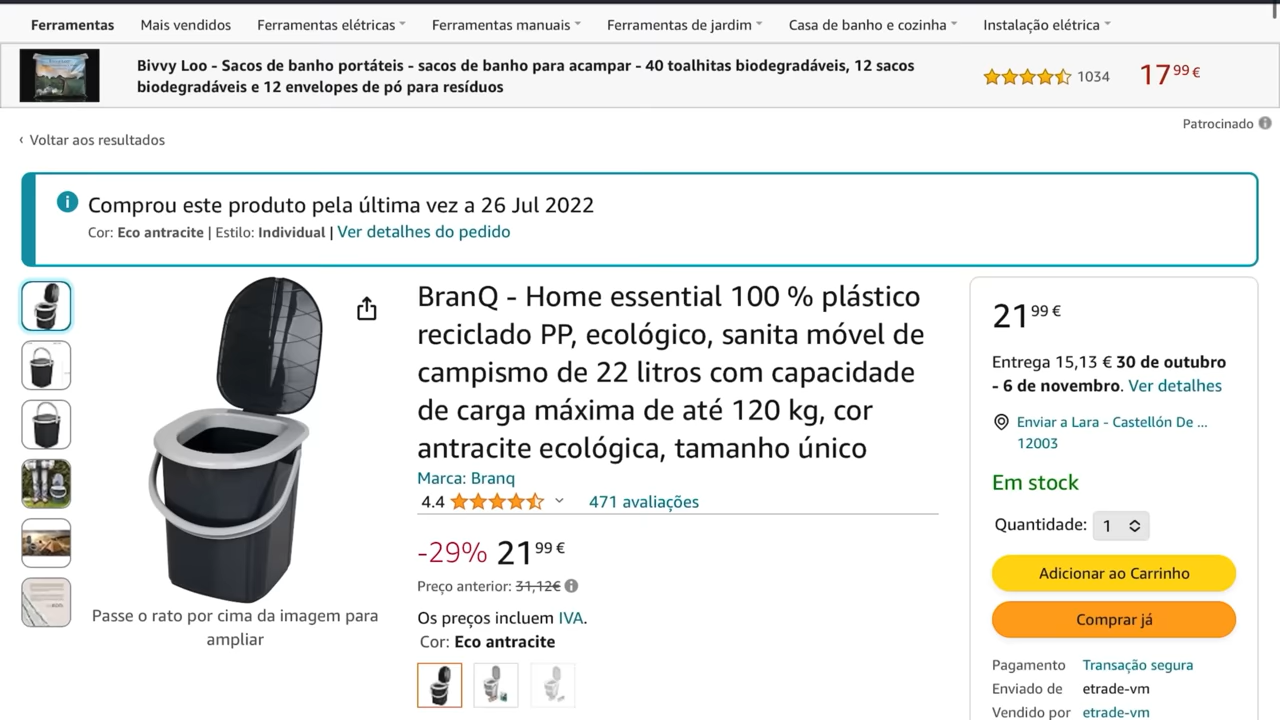 Ferramentas Mais vendidos Ferramentas elétricas Ferramentas manuais Ferramentas de jardim Casa de banho e cozinha Instalação elétrica
Bivvy Loo - Sacos de banho portáteis - sacos de banho para acampar - 40 toalhitas biodegradáveis, 12 sacos
biodegradáveis e 12 envelopes de pó para resíduos
1034
17 99 €
Patrocinado
‹ Voltar aos resultados
Comprou este produto pela última vez a 26 Jul 2022
Cor: Eco antracite | Estilo: Individual | Ver detalhes do pedido
BranQ - Home essential 100 % plástico
reciclado PP, ecológico, sanita móvel de
campismo de 22 litros com capacidade
de carga máxima de até 120 kg, cor
antracite ecológica, tamanho único
Marca: Branq
4.4 471 avaliações
-29% 21 99 €
Preço anterior: 31,12€
Os preços incluem IVA.
Cor: Eco antracite
Passe o rato por cima da imagem para
ampliar
21 99 €
Entrega 15,13 € 30 de outubro
- 6 de novembro. Ver detalhes
Enviar a Lara - Castellón De ...
12003
Em stock
Quantidade: 1
Adicionar ao Carrinho
Comprar já
Pagamento Transação segura
Enviado de etrade-vm
Vendido por etrade-vm